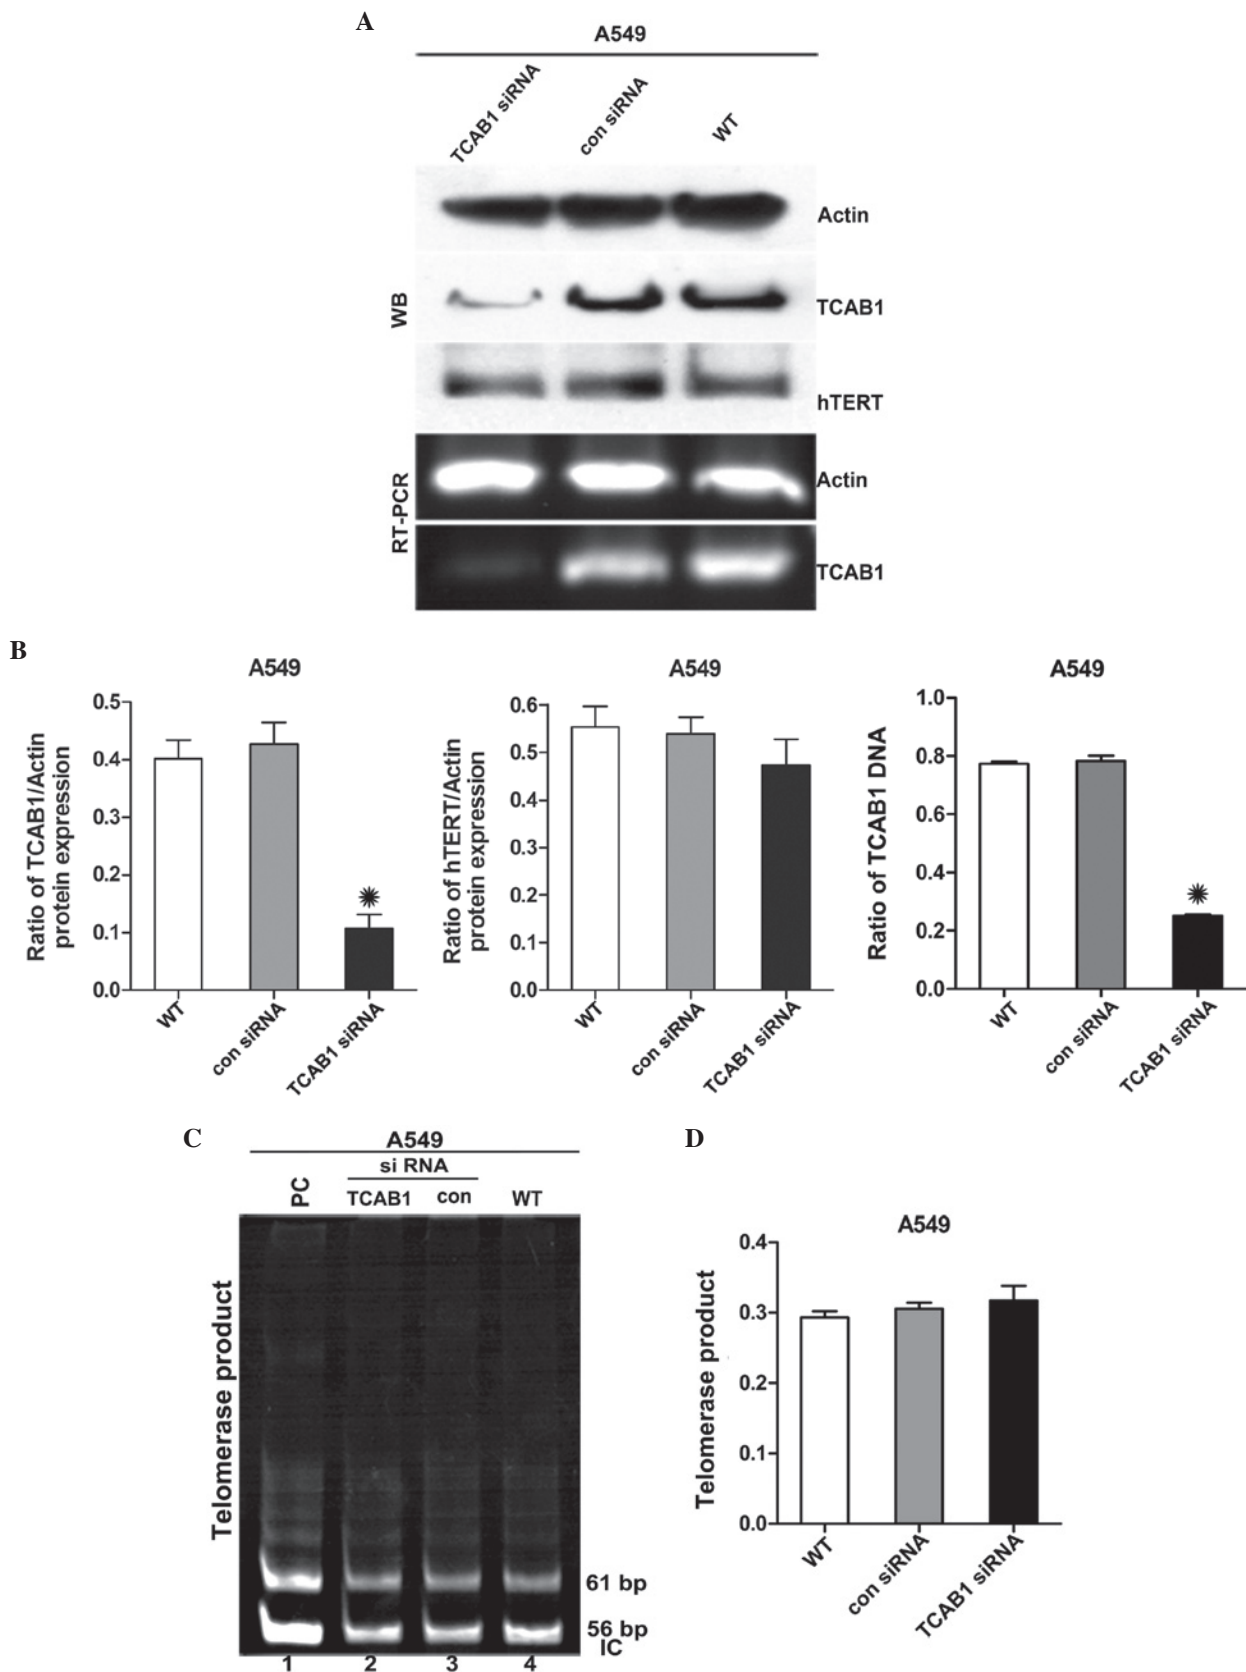 A
A549
TCAB1 siRNA
con siRNA
WT
WB
Actin
TCAB1
hTERT
RT-PCR
Actin
TCAB1
B
A549
Ratio of TCAB1/Actin
protein expression
0.5
0.4
0.3
0.2
0.1
0.0
WT
con siRNA
TCAB1 siRNA
A549
Ratio of hTERT/Actin
protein expression
0.6
0.5
0.4
0.3
0.2
0.1
0.0
WT
con siRNA
TCAB1 siRNA
A549
Ratio of TCAB1 DNA
1.0
0.8
0.6
0.4
0.2
0.0
WT
con siRNA
TCAB1 siRNA
C
A549
si RNA
PC
TCAB1
con
WT
Telomerase product
61 bp
56 bp
IC
1 2 3 4
D
A549
Telomerase product
0.4
0.3
0.2
0.1
0.0
WT
con siRNA
TCAB1 siRNA